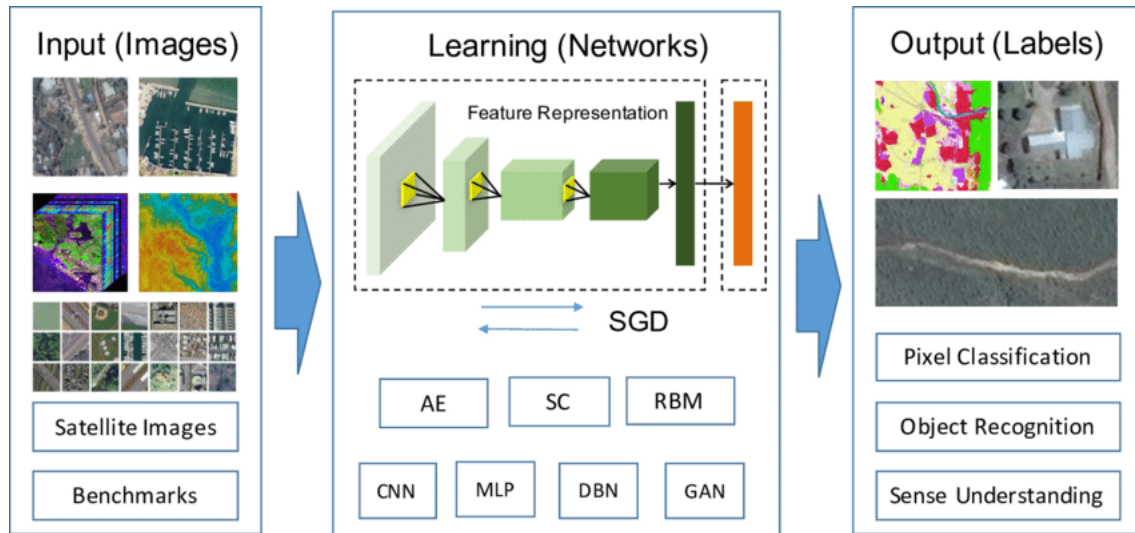 Input (Images)
Satellite Images
Benchmarks
Learning (Networks)
Feature Representation
SGD
AE
SC
RBM
CNN
MLP
DBN
GAN
Output (Labels)
Pixel Classification
Object Recognition
Sense Understanding